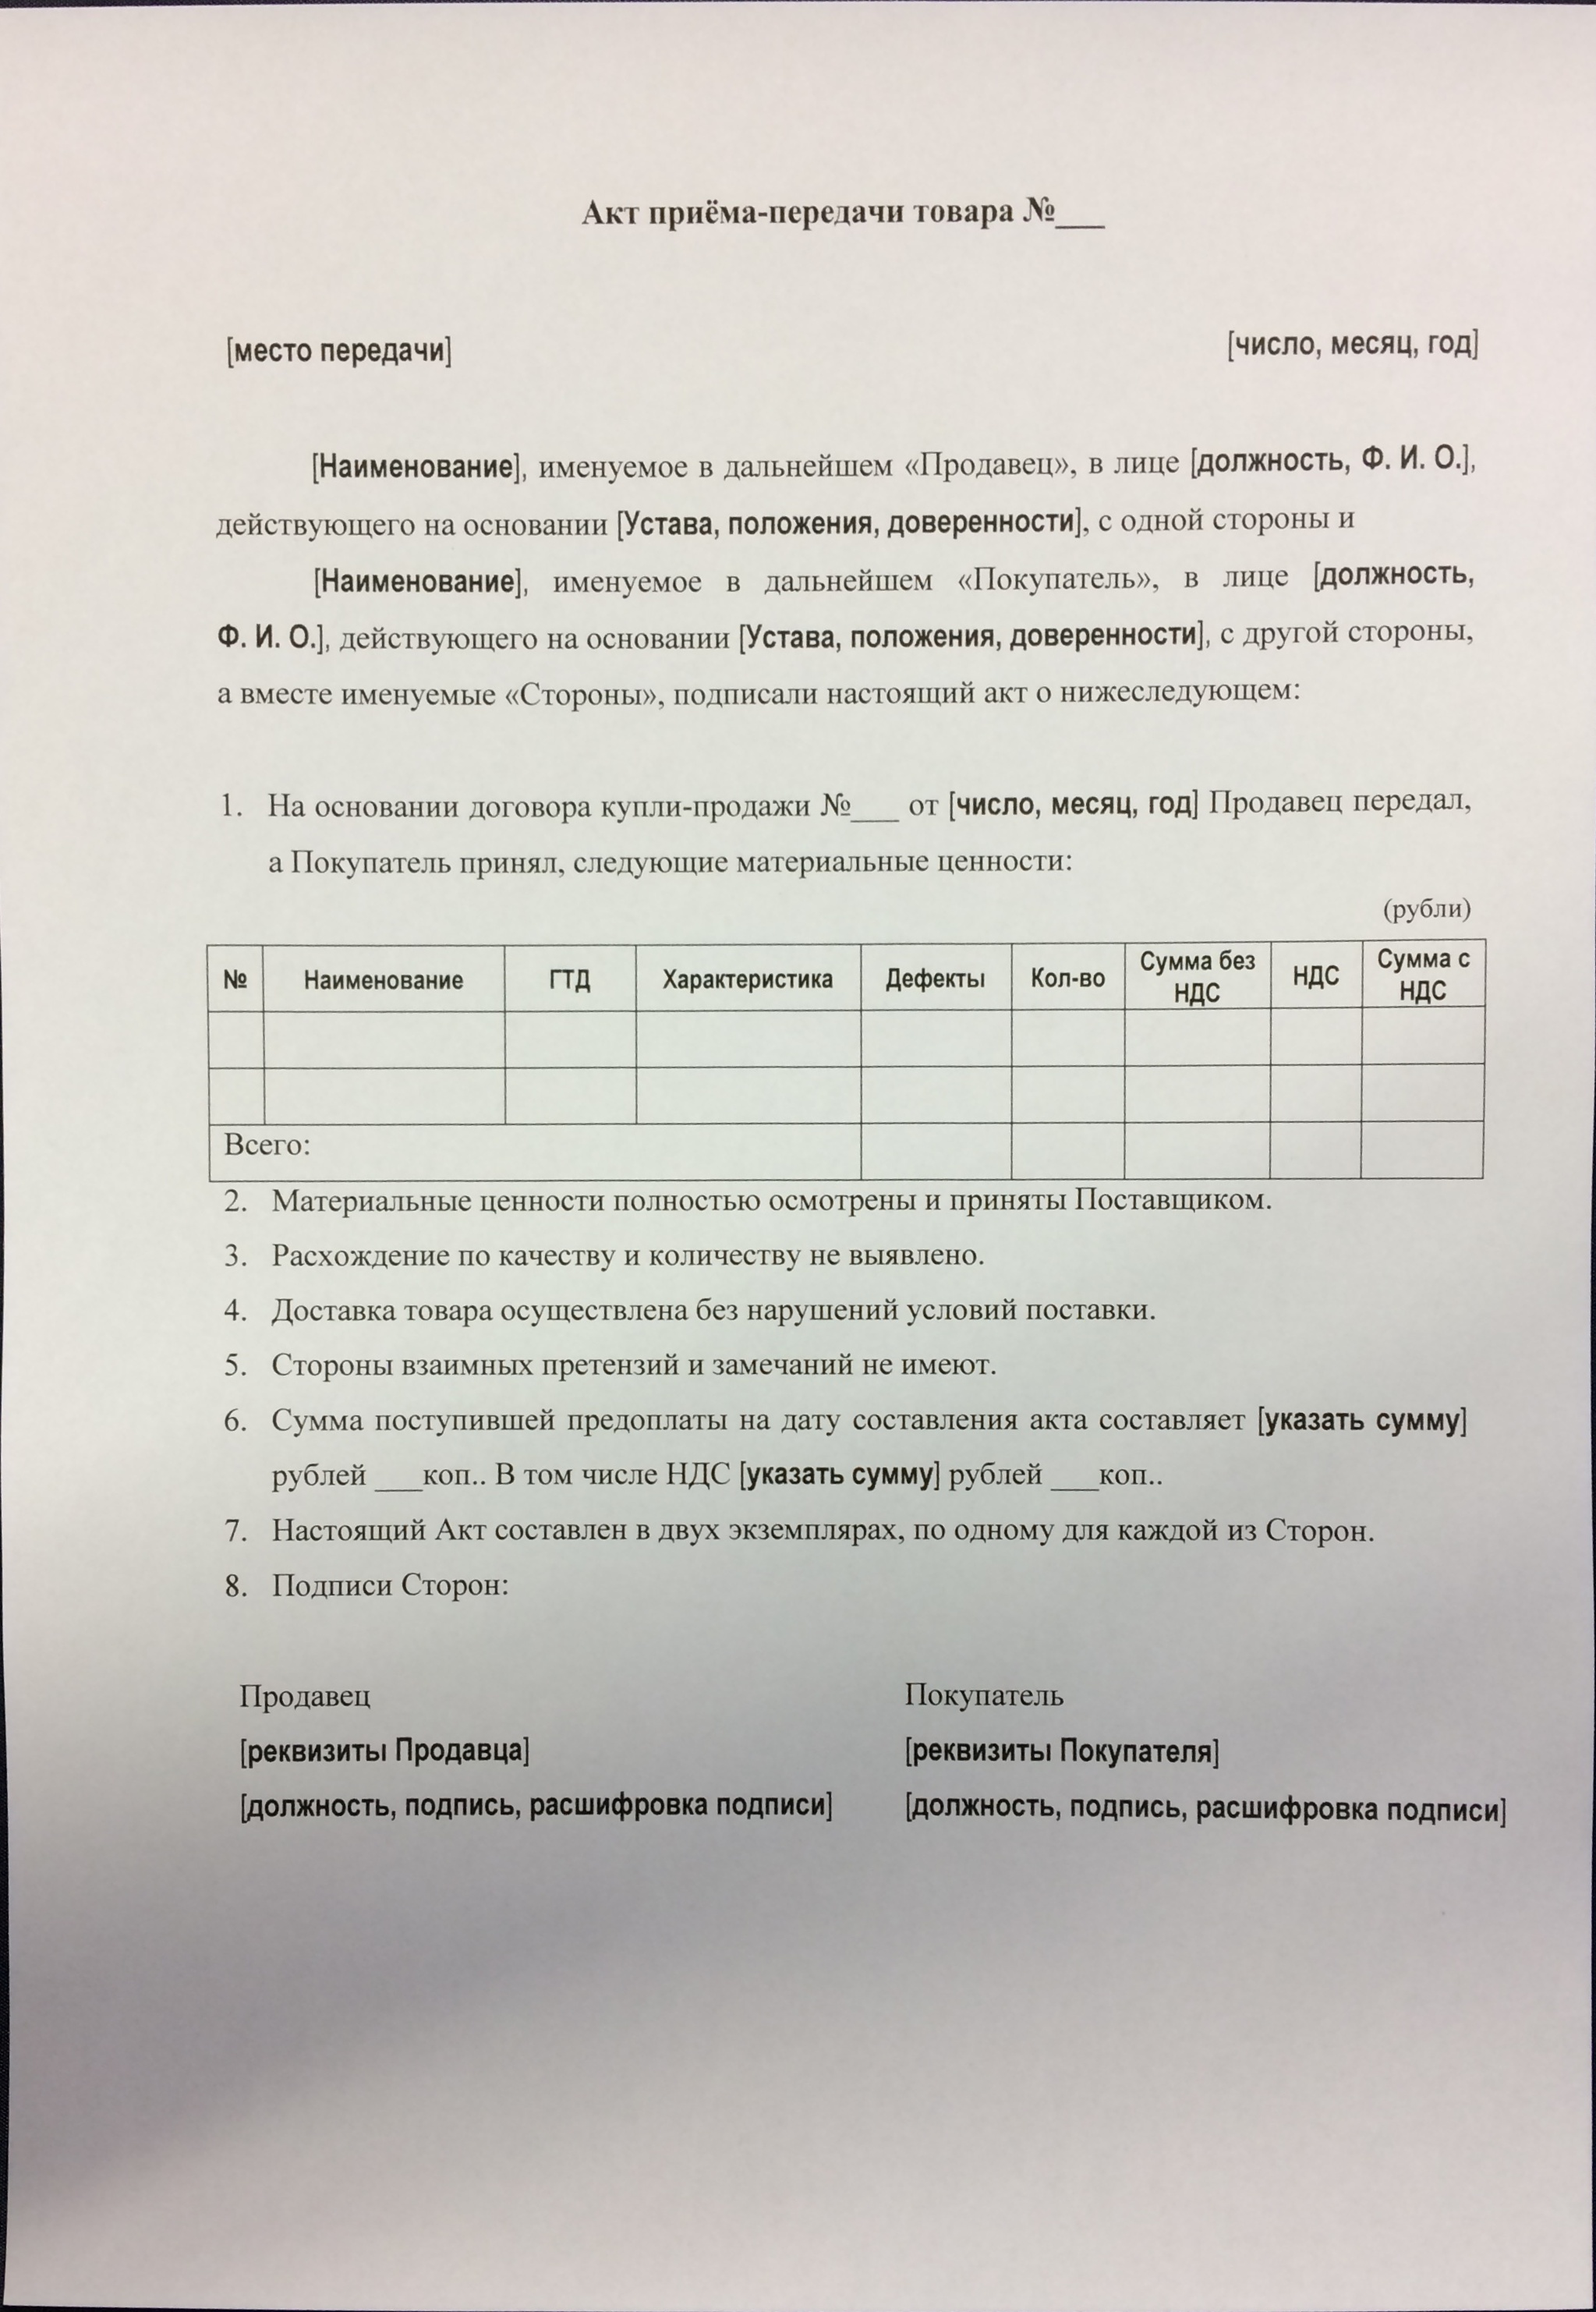 Акт приёма-передачи товара №___
[место передачи] [число, месяц, год]
[Наименование], именуемое в дальнейшем «Продавец», в лице [должность, Ф. И. О.],
действующего на основании [Устава, положения, доверенности], с одной стороны и
[Наименование], именуемое в дальнейшем «Покупатель», в лице [должность,
Ф. И. О.], действующего на основании [Устава, положения, доверенности], с другой стороны,
а вместе именуемые «Стороны», подписали настоящий акт о нижеследующем:
1. На основании договора купли-продажи №___ от [число, месяц, год] Продавец передал,
а Покупатель принял, следующие материальные ценности:
(рубли)
№ Наименование ГТД Характеристика Дефекты Кол-во Сумма без НДС НДС Сумма с НДС
Всего:
2. Материальные ценности полностью осмотрены и приняты Поставщиком.
3. Расхождение по качеству и количеству не выявлено.
4. Доставка товара осуществлена без нарушений условий поставки.
5. Стороны взаимных претензий и замечаний не имеют.
6. Сумма поступившей предоплаты на дату составления акта составляет [указать сумму]
рублей ___коп.. В том числе НДС [указать сумму] рублей ___коп..
7. Настоящий Акт составлен в двух экземплярах, по одному для каждой из Сторон.
8. Подписи Сторон:
Продавец Покупатель
[реквизиты Продавца] [реквизиты Покупателя]
[должность, подпись, расшифровка подписи] [должность, подпись, расшифровка подписи]